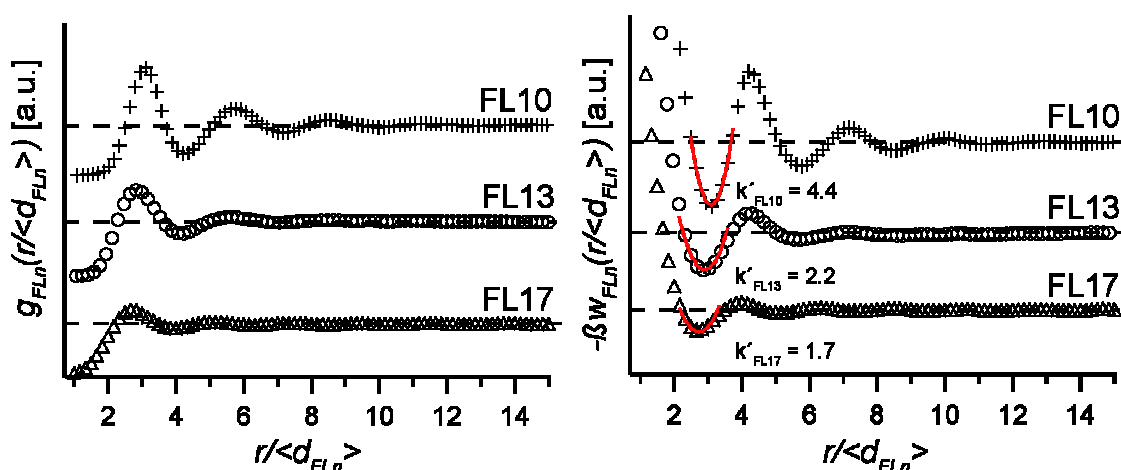 g_FLn(r/<d_FLn>) [a.u.]
FL10
FL13
FL17
2 4 6 8 10 12 14
r/<d_FLn>
-ßw_FLn(r/<d_FLn>) [a.u.]
FL10
k´_FL10 = 4.4
FL13
k´_FL13 = 2.2
FL17
k´_FL17 = 1.7
2 4 6 8 10 12 14
r/<d_FLn>